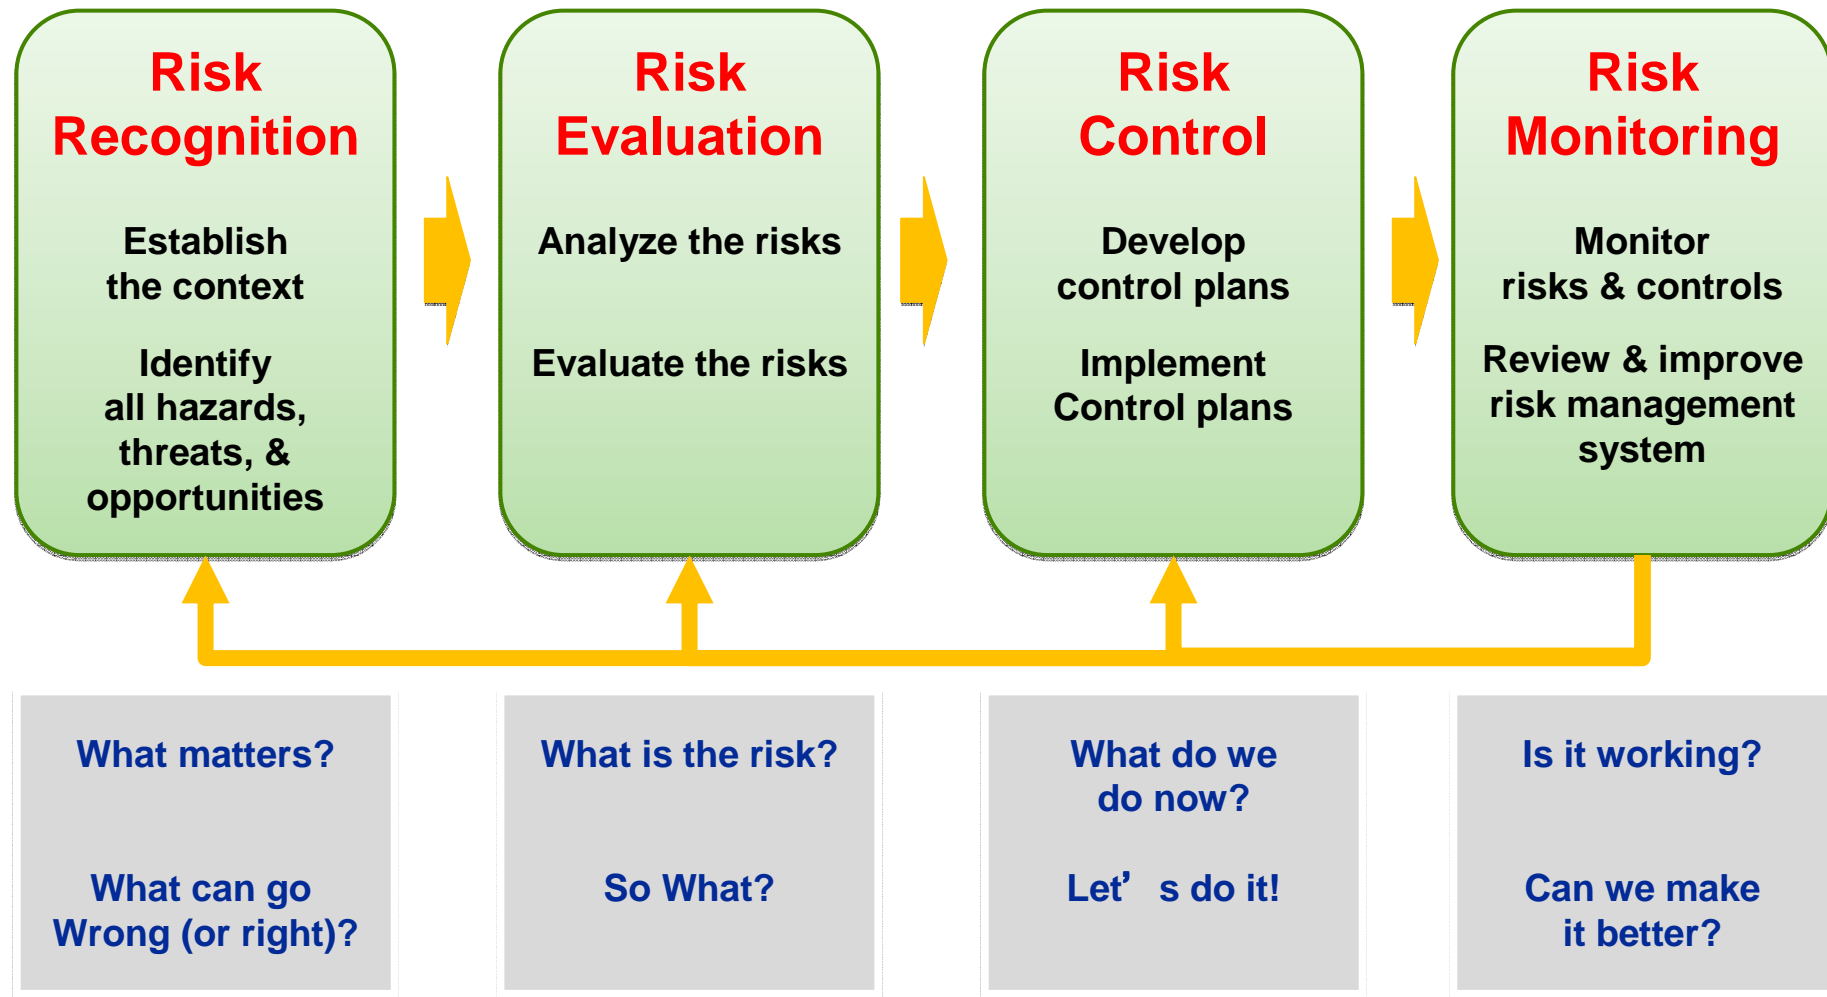 Risk
Recognition
Establish
the context
Identify
all hazards,
threats, &
opportunities
Risk
Evaluation
Analyze the risks
Evaluate the risks
Risk
Control
Develop
control plans
Implement
Control plans
Risk
Monitoring
Monitor
risks & controls
Review & improve
risk management
system
What matters?
What can go
Wrong (or right)?
What is the risk?
So What?
What do we
do now?
Let’ s do it!
Is it working?
Can we make
it better?